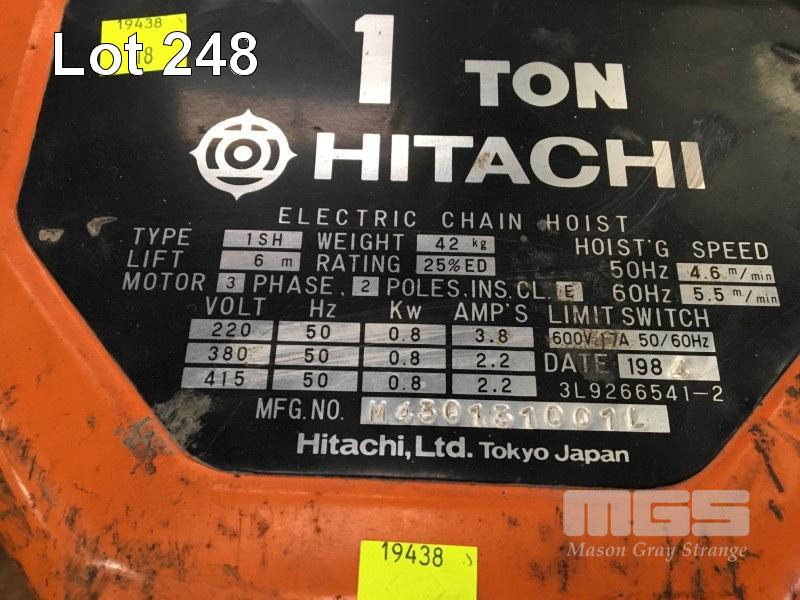 19438
Lot 248
1 TON
HITACHI
ELECTRIC CHAIN HOIST
TYPE 1SH WEIGHT 42 kg HOIST'G SPEED
LIFT 6 m RATING 25%ED 50Hz 4.6 m/min
MOTOR 3 PHASE, 2 POLES, INS. CL. E 60Hz 5.5 m/min
VOLT Hz Kw AMP'S LIMIT SWITCH
220 50 0.8 3.8 600V 17A 50/60Hz
380 50 0.8 2.2 DATE 1984
415 50 0.8 2.2 3L9266541-2
MFG.NO.
Hitachi, Ltd. Tokyo Japan
MGS
Mason Gray Strange
19438